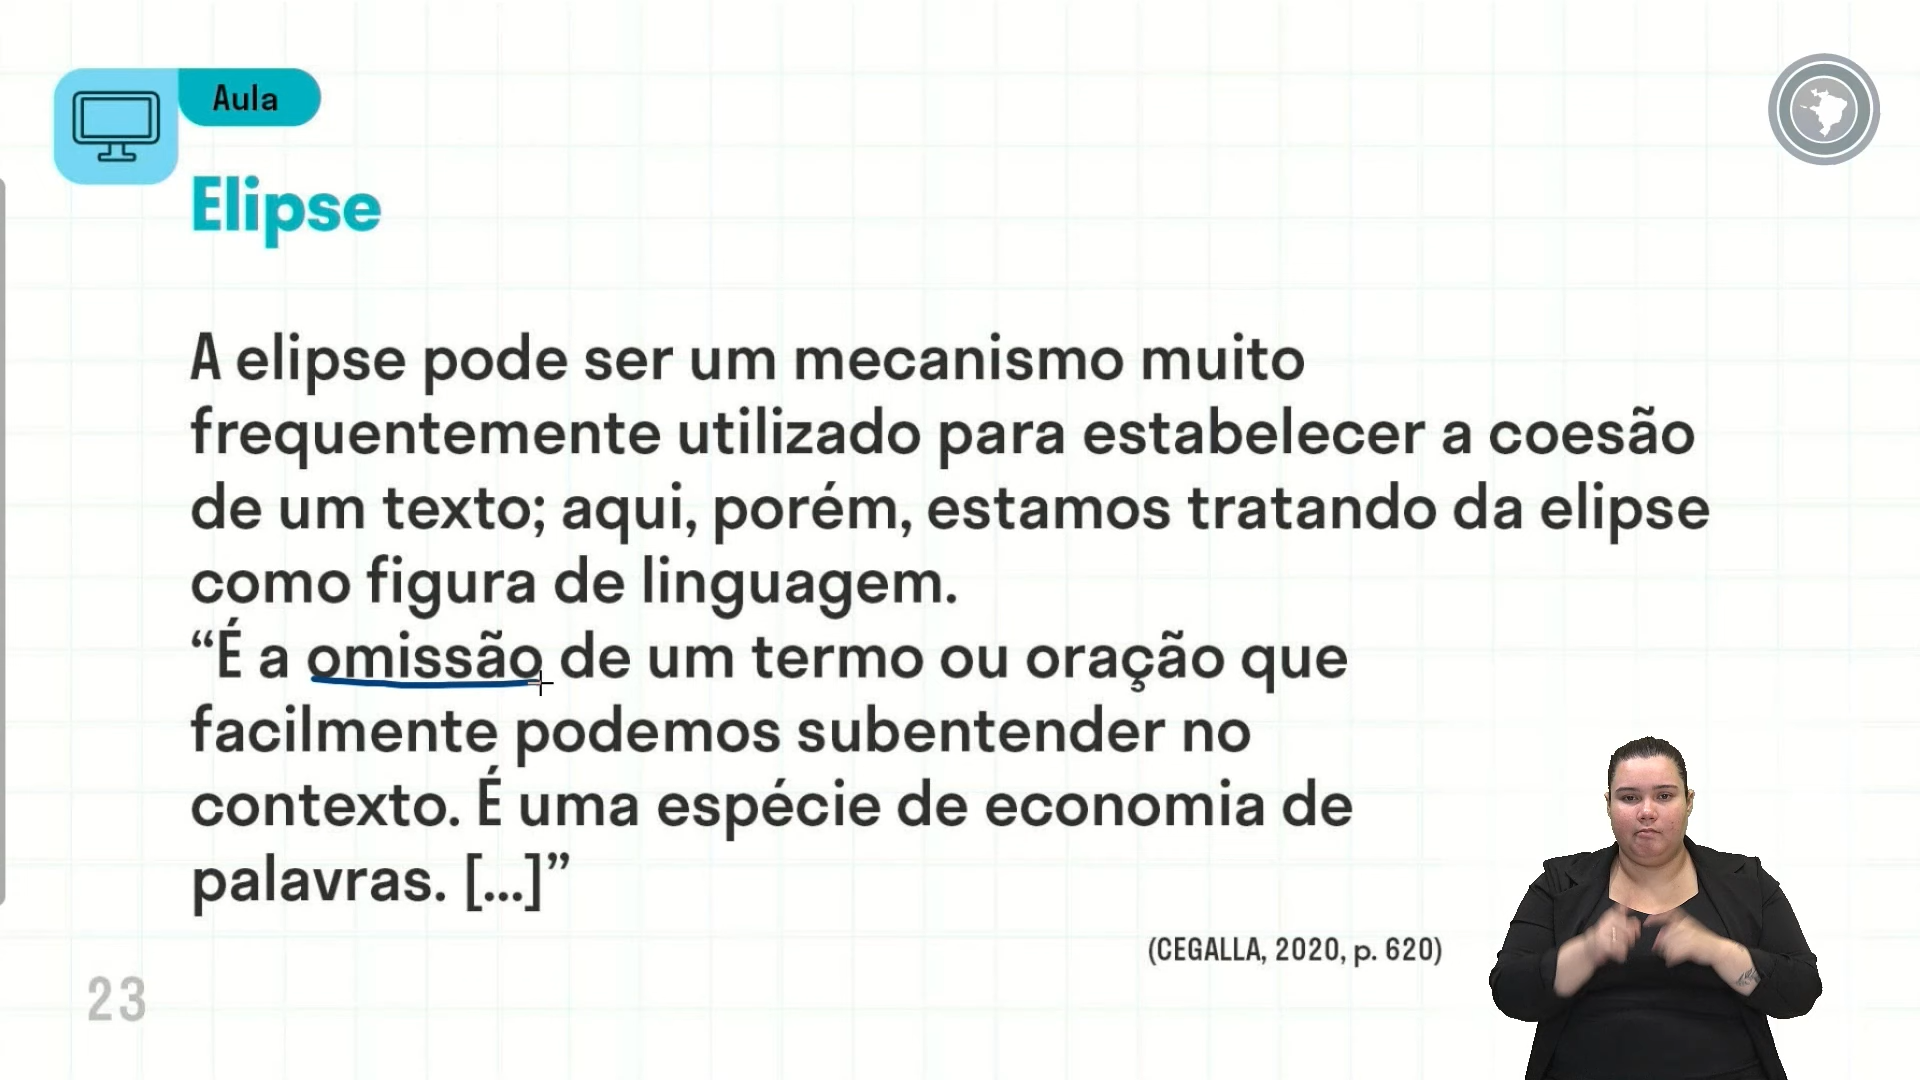 Aula
Elipse
A elipse pode ser um mecanismo muito
frequentemente utilizado para estabelecer a coesão
de um texto; aqui, porém, estamos tratando da elipse
como figura de linguagem.
“É a omissão de um termo ou oração que
facilmente podemos subentender no
contexto. É uma espécie de economia de
palavras. [...]”
(CEGALLA, 2020, p. 620)
23